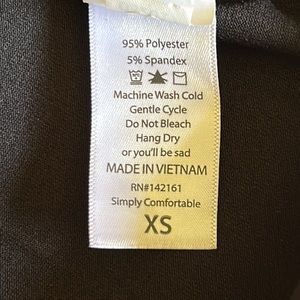 95% Polyester
5% Spandex
Machine Wash Cold
Gentle Cycle
Do Not Bleach
Hang Dry
or you'll be sad
MADE IN VIETNAM
RN#142161
Simply Comfortable
XS